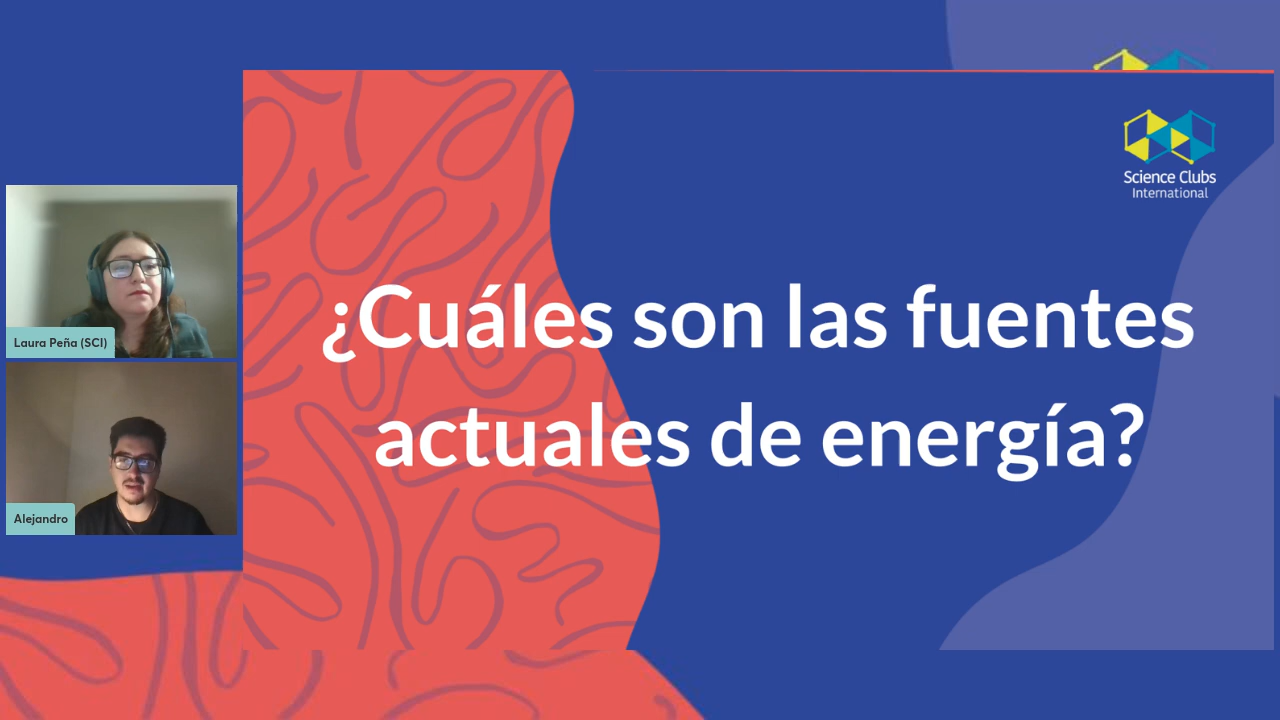 Science Clubs
International
Laura Peña (SCI)
¿Cuáles son las fuentes
actuales de energía?
Alejandro